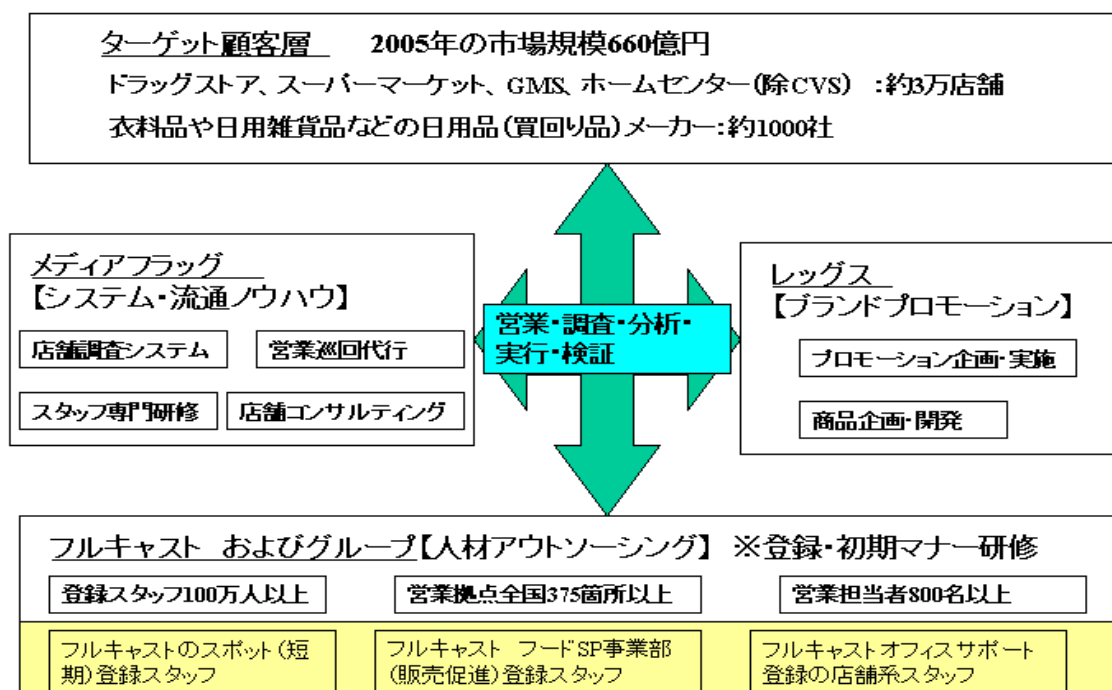 ターゲット顧客層　2005年の市場規模660億円
ドラッグストア、スーパーマーケット、GMS、ホームセンター(除CVS)　:約3万店舗
衣料品や日用雑貨品などの日用品(買回り品)メーカー:約1000社
メディアフラッグ
【システム・流通ノウハウ】
店舗調査システム
営業巡回代行
スタッフ専門研修
店舗コンサルティング
営業・調査・分析・
実行・検証
レッグス
【ブランドプロモーション】
プロモーション企画・実施
商品企画・開発
フルキャスト　およびグループ【人材アウトソーシング】　※登録・初期マナー研修
登録スタッフ100万人以上
営業拠点全国375箇所以上
営業担当者800名以上
フルキャストのスポット(短
期)登録スタッフ
フルキャスト　フードSP事業部
(販売促進)登録スタッフ
フルキャストオフィスサポート
登録の店舗系スタッフ